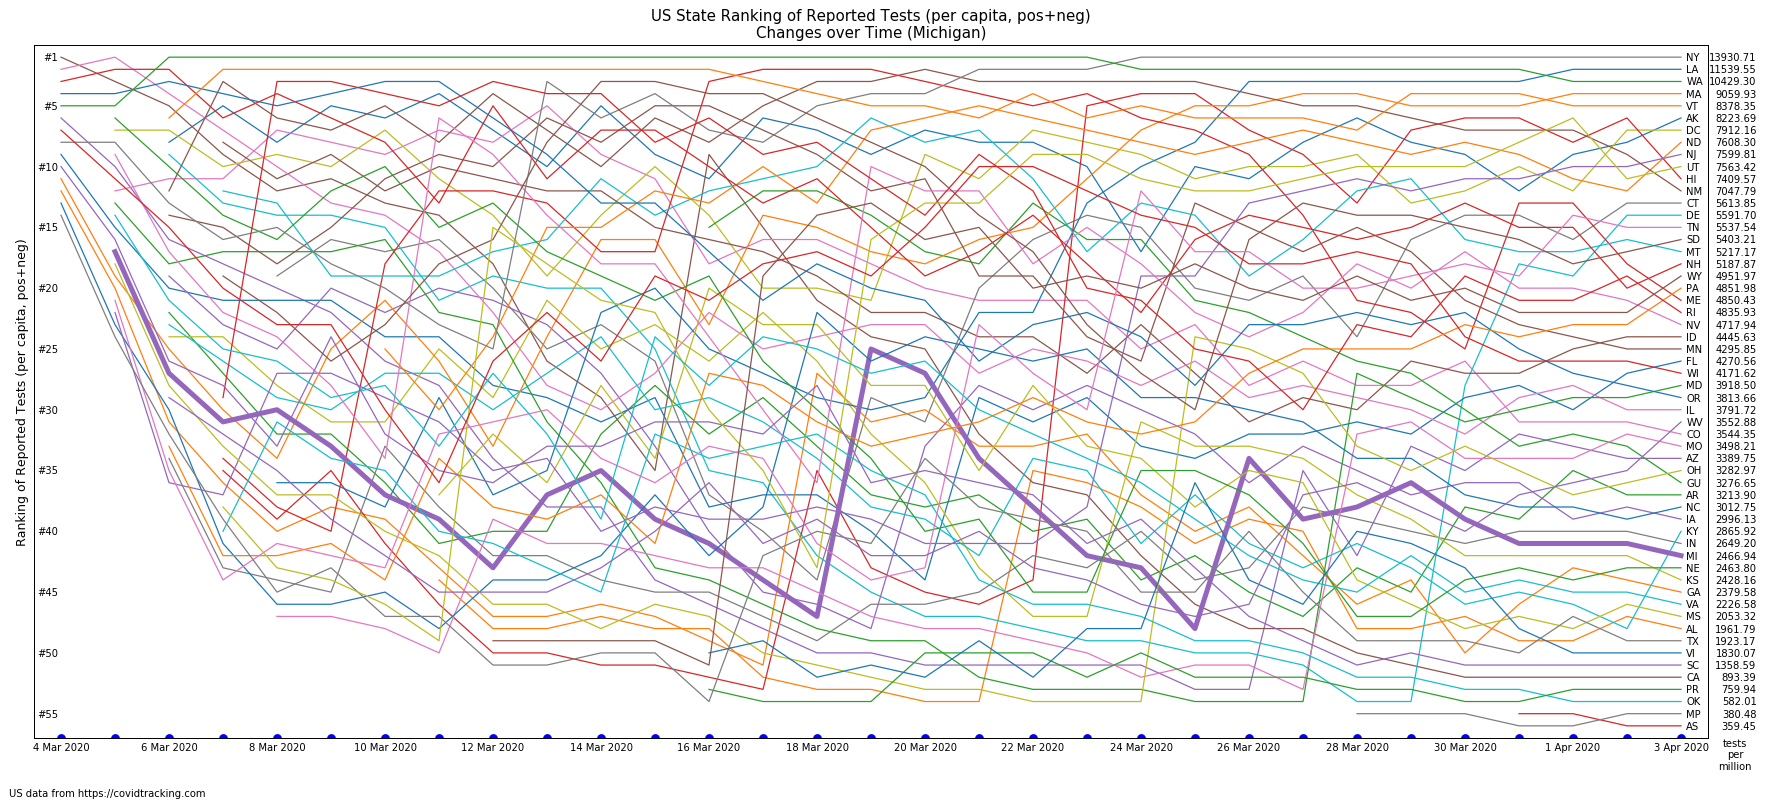 US State Ranking of Reported Tests (per capita, pos+neg)
Changes over Time (Michigan)
Ranking of Reported Tests (per capita, pos+neg)
#1
#5
#10
#15
#20
#25
#30
#35
#40
#45
#50
#55
NY 13930.71
LA 11539.55
WA 10429.30
MA 9059.93
VT 8378.35
AK 8223.69
DC 7912.16
ND 7608.30
NJ 7599.81
UT 7563.42
HI 7409.57
NM 7047.79
CT 5613.85
DE 5591.70
TN 5537.54
SD 5403.21
MT 5217.17
NH 5187.87
WY 4951.97
PA 4851.98
ME 4850.43
RI 4835.93
NV 4717.94
ID 4445.63
MN 4295.85
FL 4270.56
WI 4171.62
MD 3918.50
OR 3813.66
IL 3791.72
WV 3552.88
CO 3544.35
MO 3498.21
AZ 3389.75
OH 3282.97
GU 3276.65
AR 3213.90
NC 3012.75
IA 2996.13
KY 2865.92
IN 2649.20
MI 2466.94
NE 2463.80
KS 2428.16
GA 2379.58
VA 2226.58
MS 2053.32
AL 1961.79
TX 1923.17
VI 1830.07
SC 1358.59
CA 893.39
PR 759.94
OK 582.01
MP 380.48
AS 359.45
4 Mar 2020 6 Mar 2020 8 Mar 2020 10 Mar 2020 12 Mar 2020 14 Mar 2020 16 Mar 2020 18 Mar 2020 20 Mar 2020 22 Mar 2020 24 Mar 2020 26 Mar 2020 28 Mar 2020 30 Mar 2020 1 Apr 2020 3 Apr 2020
tests
per
million
US data from https://covidtracking.com